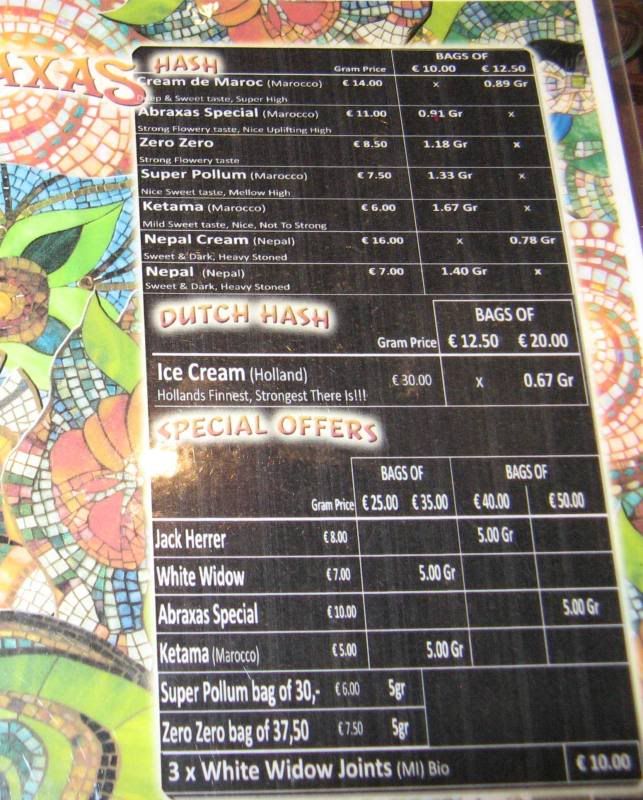 AXAS
HASH
BAGS OF
Gram Price € 10.00 € 12.50
Cream de Maroc (Marocco) € 14.00 x 0.89 Gr
Deep & Sweet taste, Super High
Abraxas Special (Marocco) € 11.00 0.91 Gr x
Strong Flowery taste, Nice Uplifting High
Zero Zero € 8.50 1.18 Gr x
Strong Flowery taste
Super Pollum (Marocco) € 7.50 1.33 Gr x
Nice Sweet taste, Mellow High
Ketama (Marocco) € 6.00 1.67 Gr x
Mild Sweet taste, Nice, Not To Strong
Nepal Cream (Nepal) € 16.00 x 0.78 Gr
Sweet & Dark, Heavy Stoned
Nepal (Nepal) € 7.00 1.40 Gr x
Sweet & Dark, Heavy Stoned
DUTCH HASH
BAGS OF
Gram Price € 12.50 € 20.00
Ice Cream (Holland) € 30.00 x 0.67 Gr
Hollands Finnest, Strongest There Is!!!
SPECIAL OFFERS
BAGS OF BAGS OF
Gram Price € 25.00 € 35.00 € 40.00 € 50.00
Jack Herrer € 8.00 5.00 Gr
White Widow € 7.00 5.00 Gr
Abraxas Special € 10.00 5.00 Gr
Ketama (Marocco) € 5.00 5.00 Gr
Super Pollum bag of 30,- € 6.00 5gr
Zero Zero bag of 37,50 € 7.50 5gr
3 x White Widow Joints (MI) Bio € 10.00